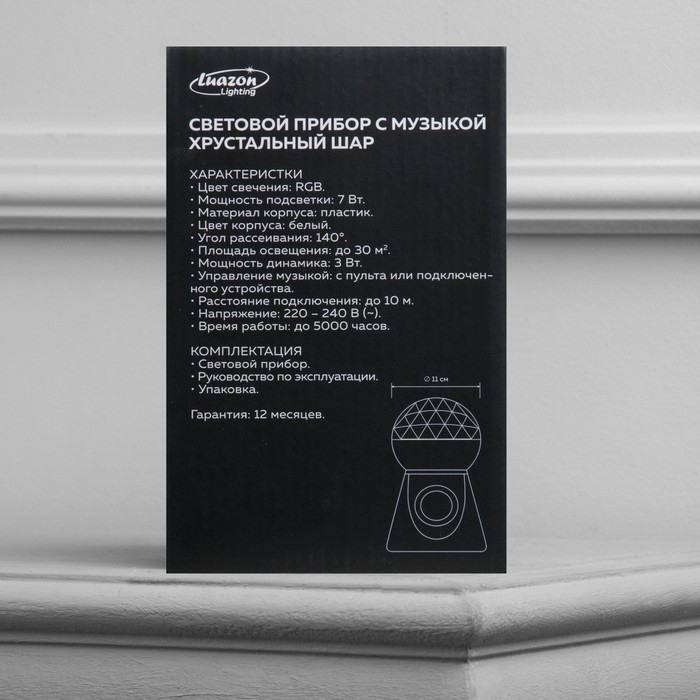 Luazon
Lighting
СВЕТОВОЙ ПРИБОР С МУЗЫКОЙ
ХРУСТАЛЬНЫЙ ШАР
ХАРАКТЕРИСТКИ
• Цвет свечения: RGB.
• Мощность подсветки: 7 Вт.
• Материал корпуса: пластик.
• Цвет корпуса: белый.
• Угол рассеивания: 140°.
• Площадь освещения: до 30 м².
• Мощность динамика: 3 Вт.
• Управление музыкой: с пульта или подключен-
ного устройства.
• Расстояние подключения: до 10 м.
• Напряжение: 220 – 240 В (~).
• Время работы: до 5000 часов.
КОМПЛЕКТАЦИЯ
• Световой прибор.
• Руководство по эксплуатации.
• Упаковка.
Гарантия: 12 месяцев.
∅ 11 см